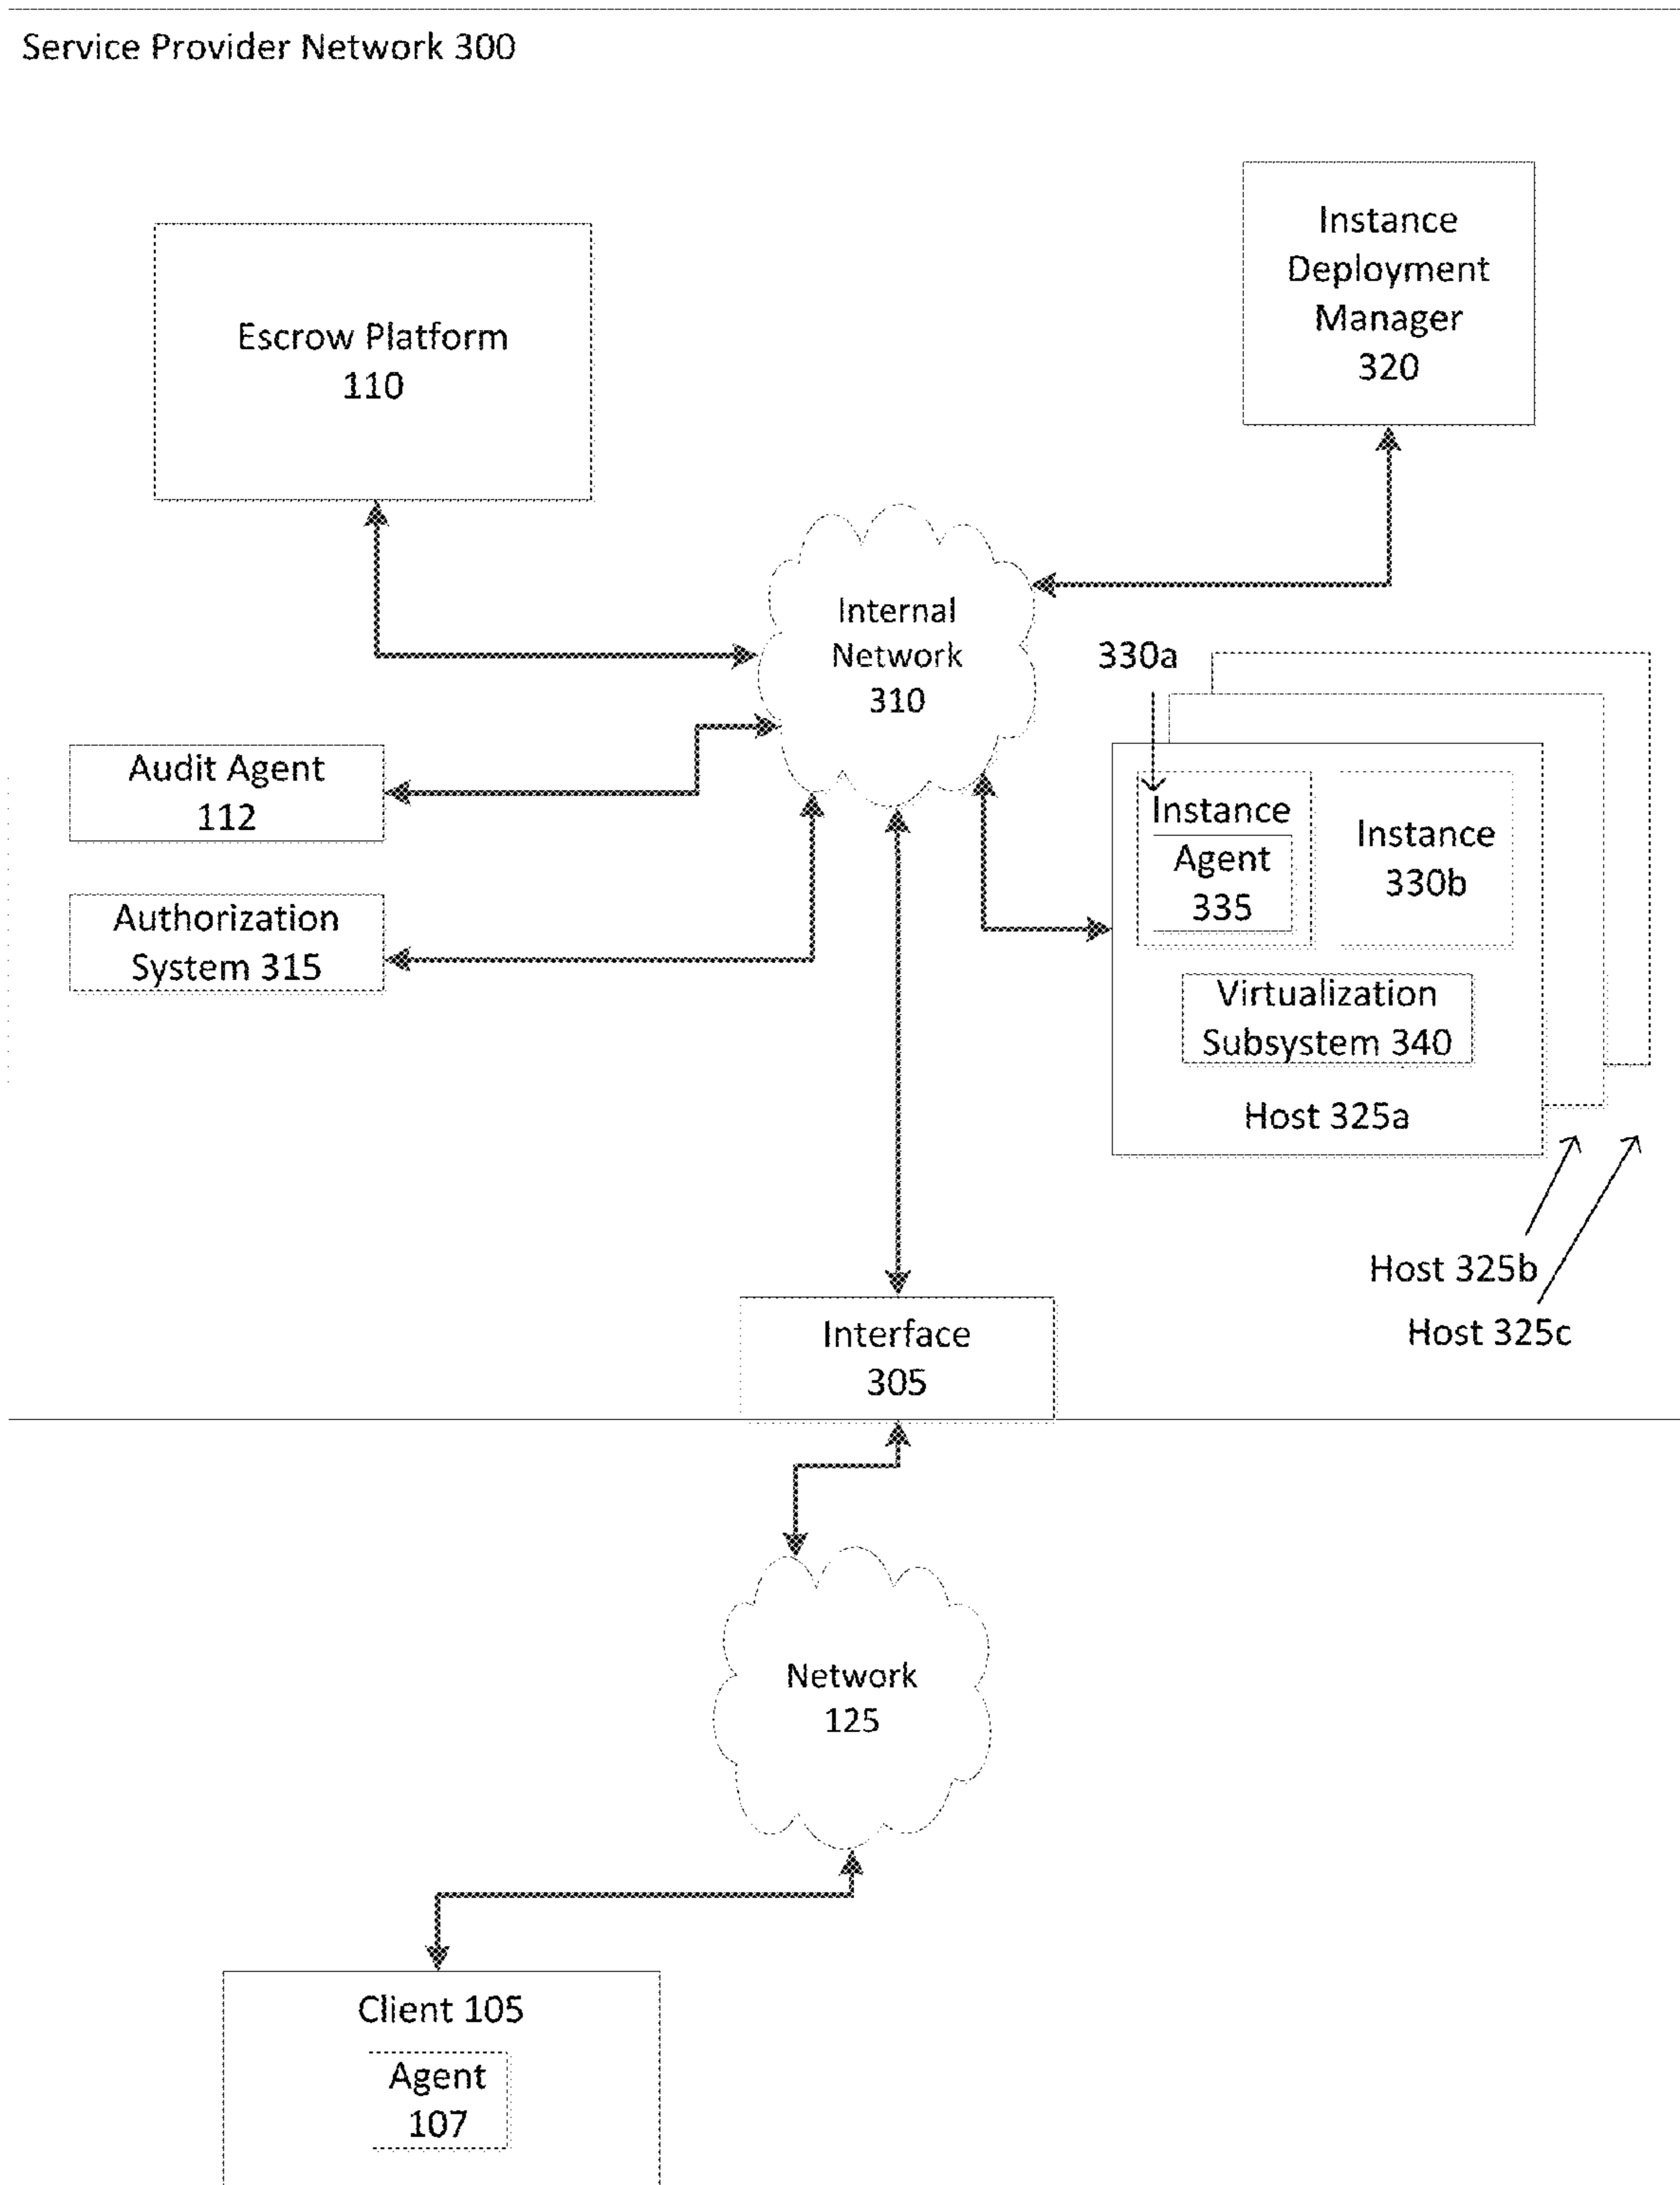 Service Provider Network 300
Instance
Deployment
Manager
320
Escrow Platform
110
Internal
Network
310
330a
Audit Agent
112
Instance
Agent
335
Instance
330b
Authorization
System 315
Virtualization
Subsystem 340
Host 325a
Host 325b
Host 325c
Interface
305
Network
125
Client 105
Agent
107